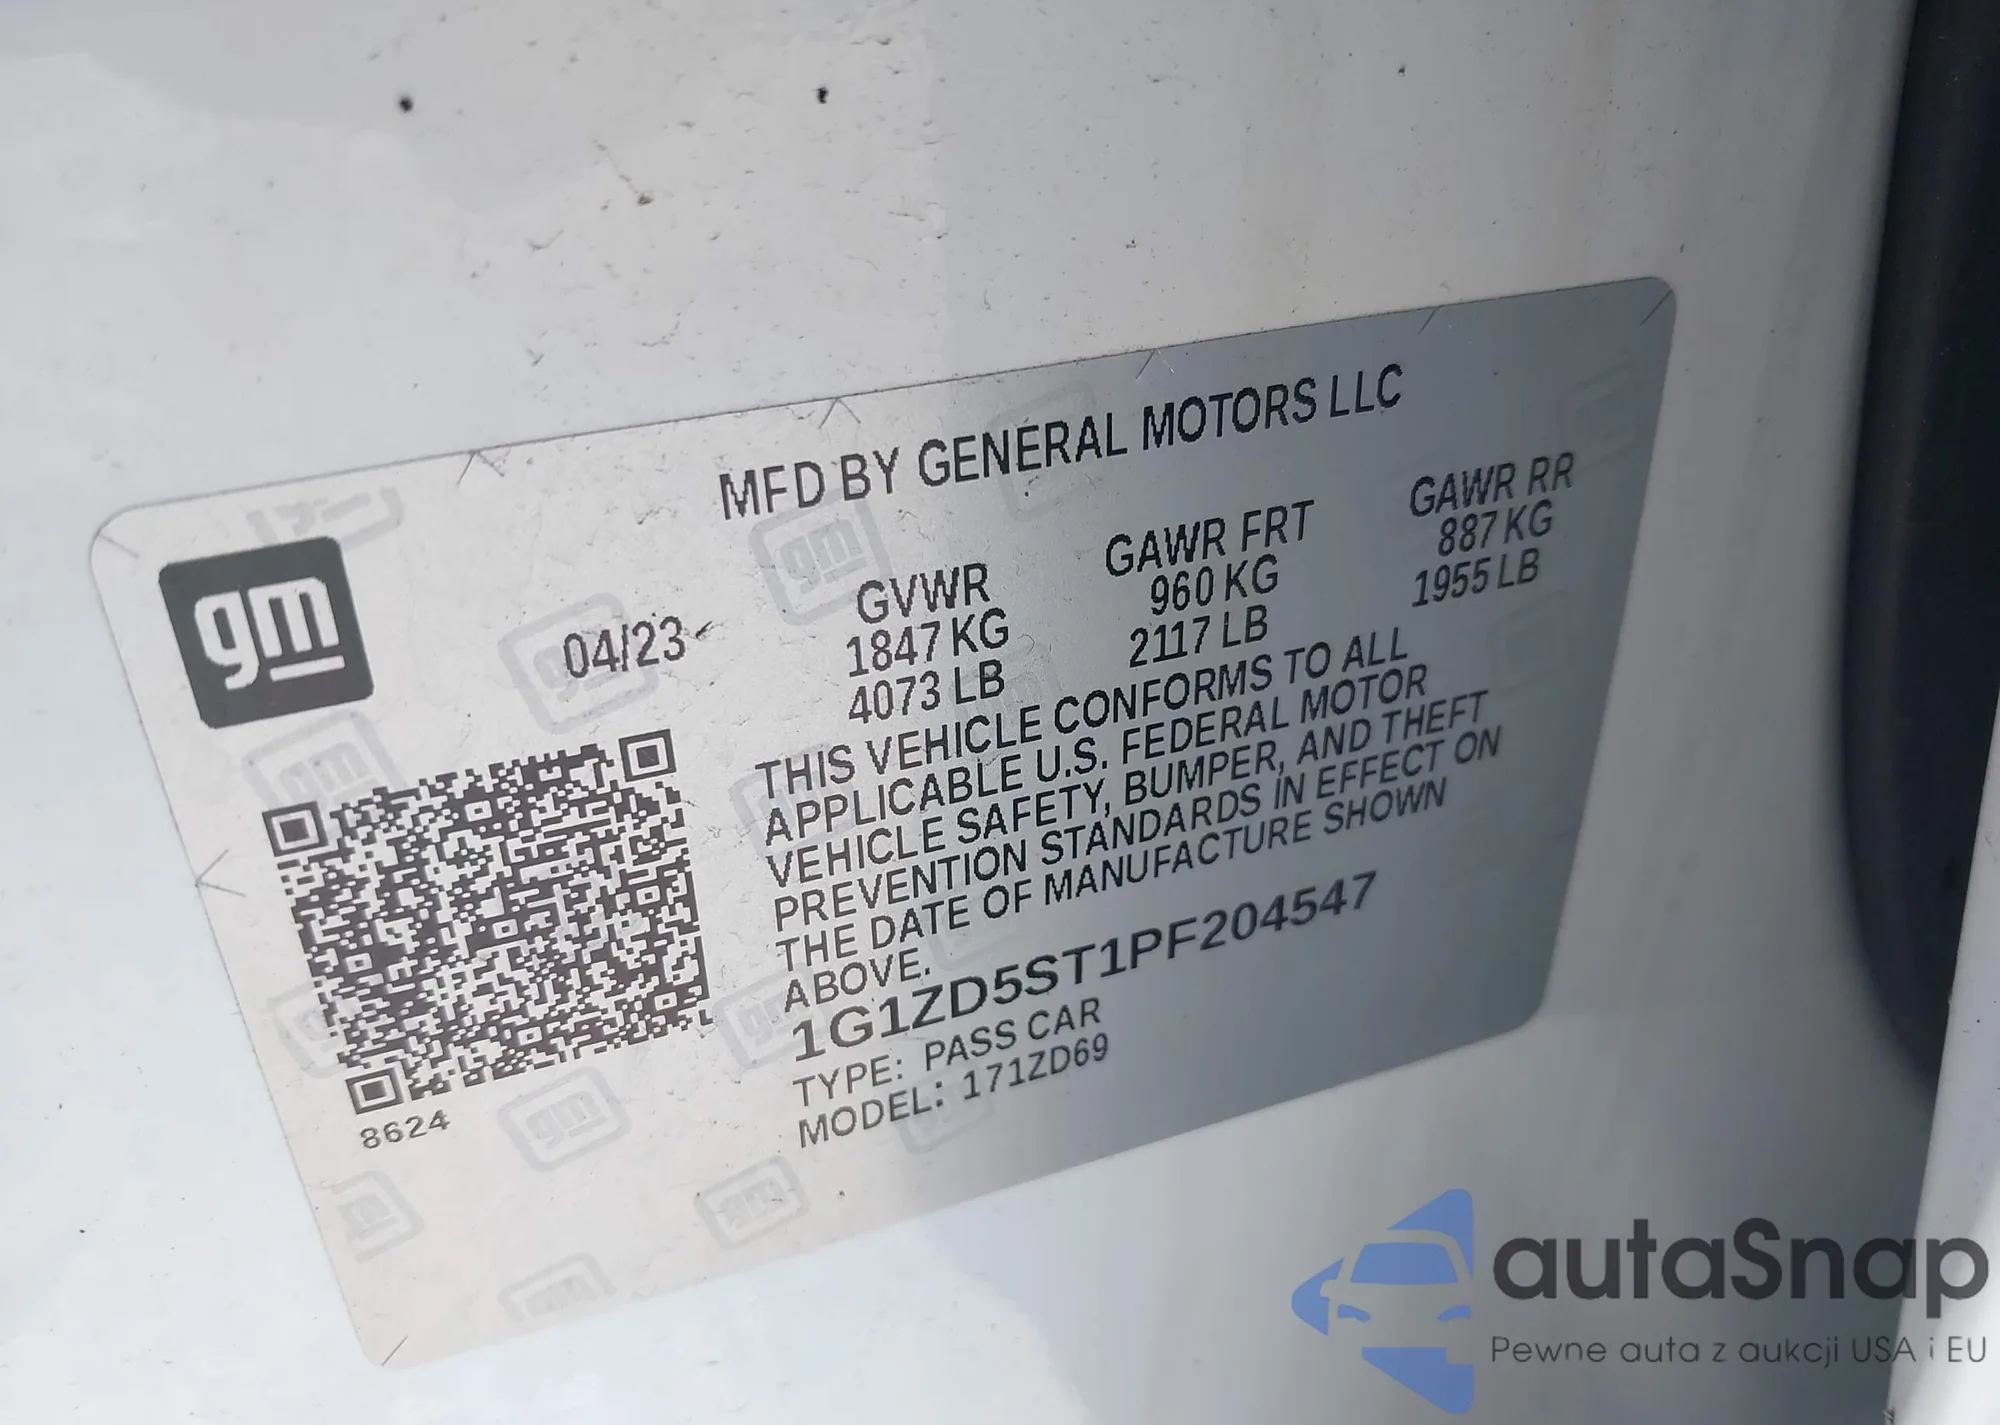 MFD BY GENERAL MOTORS LLC
gm
04/23
GVWR
1847 KG
4073 LB
GAWR FRT
960 KG
2117 LB
GAWR RR
887 KG
1955 LB
THIS VEHICLE CONFORMS TO ALL
APPLICABLE U.S. FEDERAL MOTOR
VEHICLE SAFETY, BUMPER, AND THEFT
PREVENTION STANDARDS IN EFFECT ON
THE DATE OF MANUFACTURE SHOWN
ABOVE.
1G1ZD5ST1PF204547
TYPE: PASS CAR
MODEL: 171ZD69
8624
autaSnap
Pewne auta z aukcji USA i EU